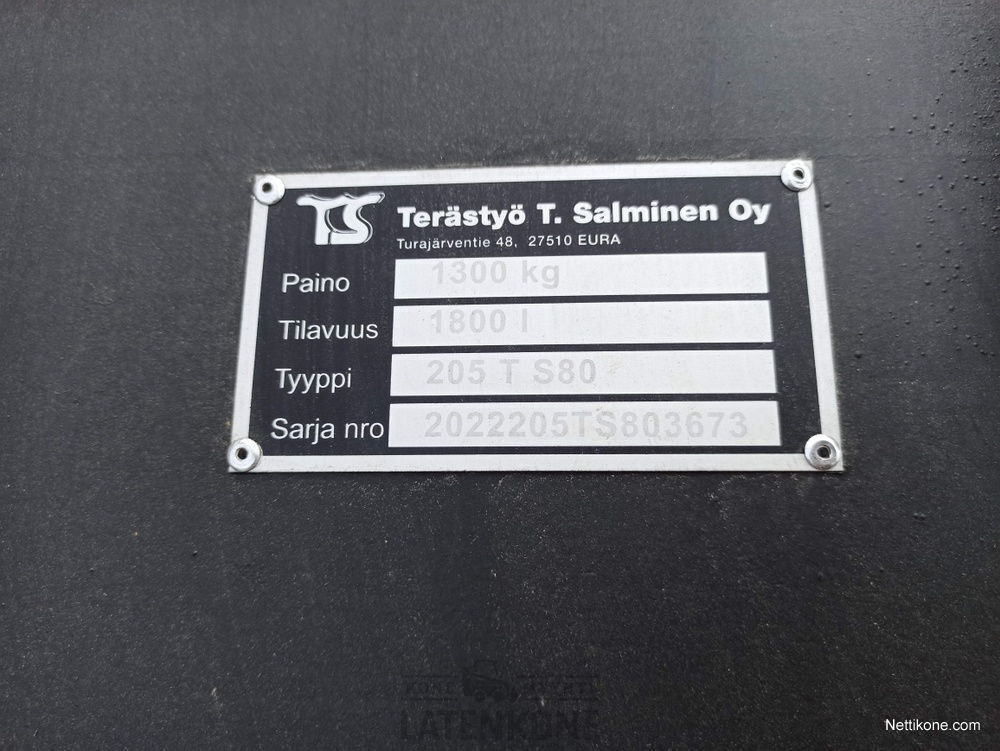 TS Terästyö T. Salminen Oy
Turajärventie 48, 27510 EURA
Paino 1300 kg
Tilavuus 1800 l
Tyyppi 205 T S80
Sarja nro 2022205TS803673
LATENKONE
Nettikone.com